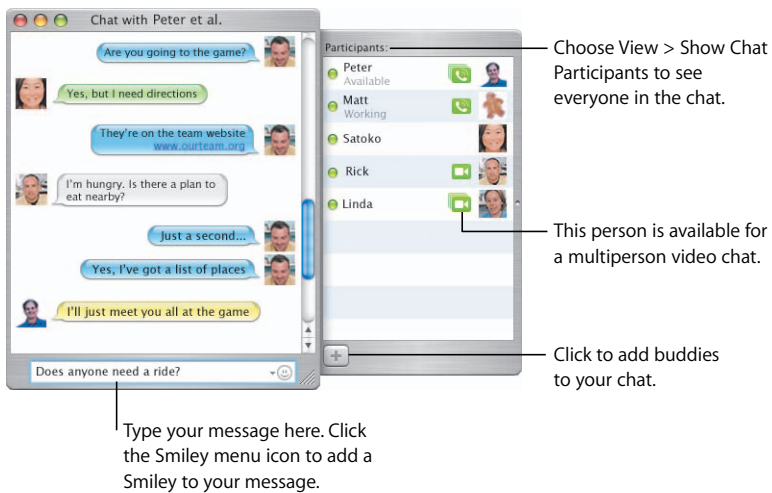 Chat with Peter et al.
Are you going to the game?
Yes, but I need directions
They're on the team website
www.ourteam.org
I'm hungry. Is there a plan to
eat nearby?
Just a second...
Yes, I've got a list of places
I'll just meet you all at the game
Does anyone need a ride?
Participants:
Peter
Available
Matt
Working
Satoko
Rick
Linda
Choose View > Show Chat
Participants to see
everyone in the chat.
This person is available for
a multiperson video chat.
Click to add buddies
to your chat.
Type your message here. Click
the Smiley menu icon to add a
Smiley to your message.